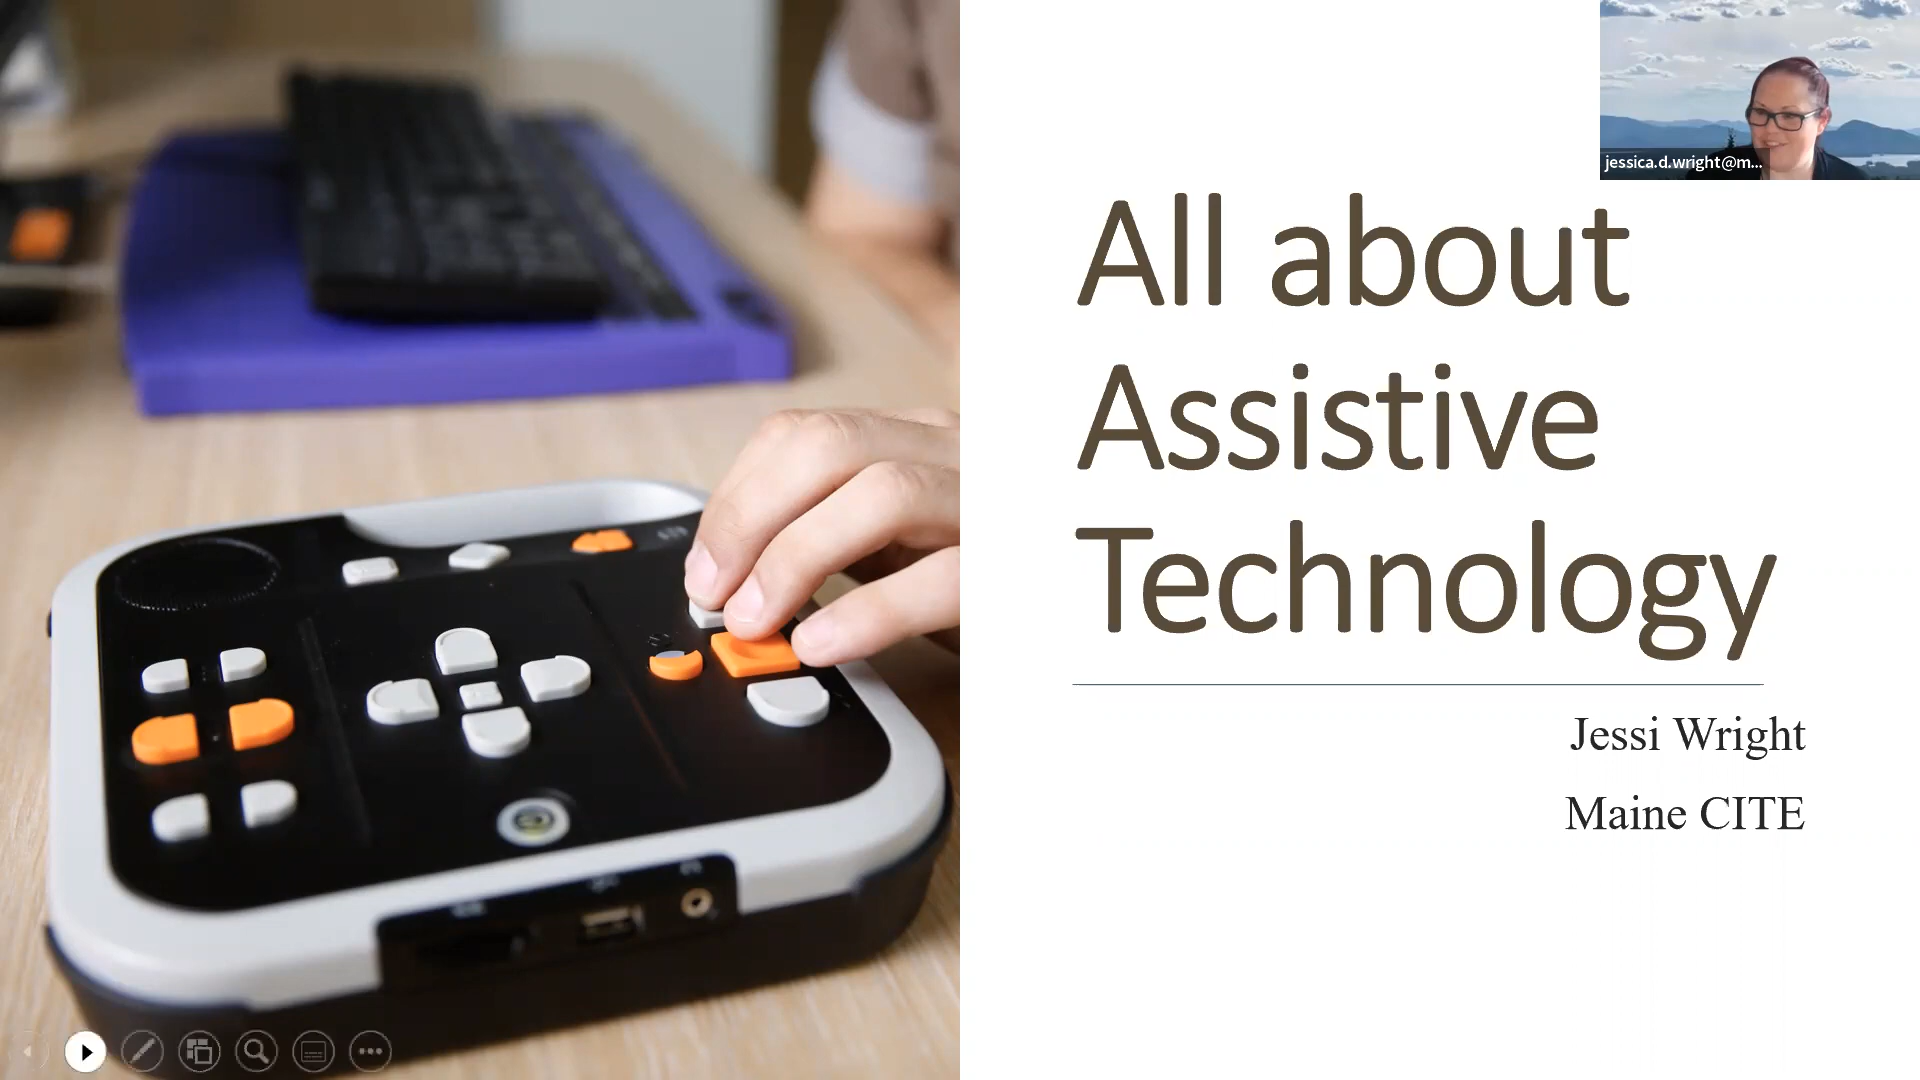 jessica.d.wright@m...
All about
Assistive
Technology
Jessi Wright
Maine CITE